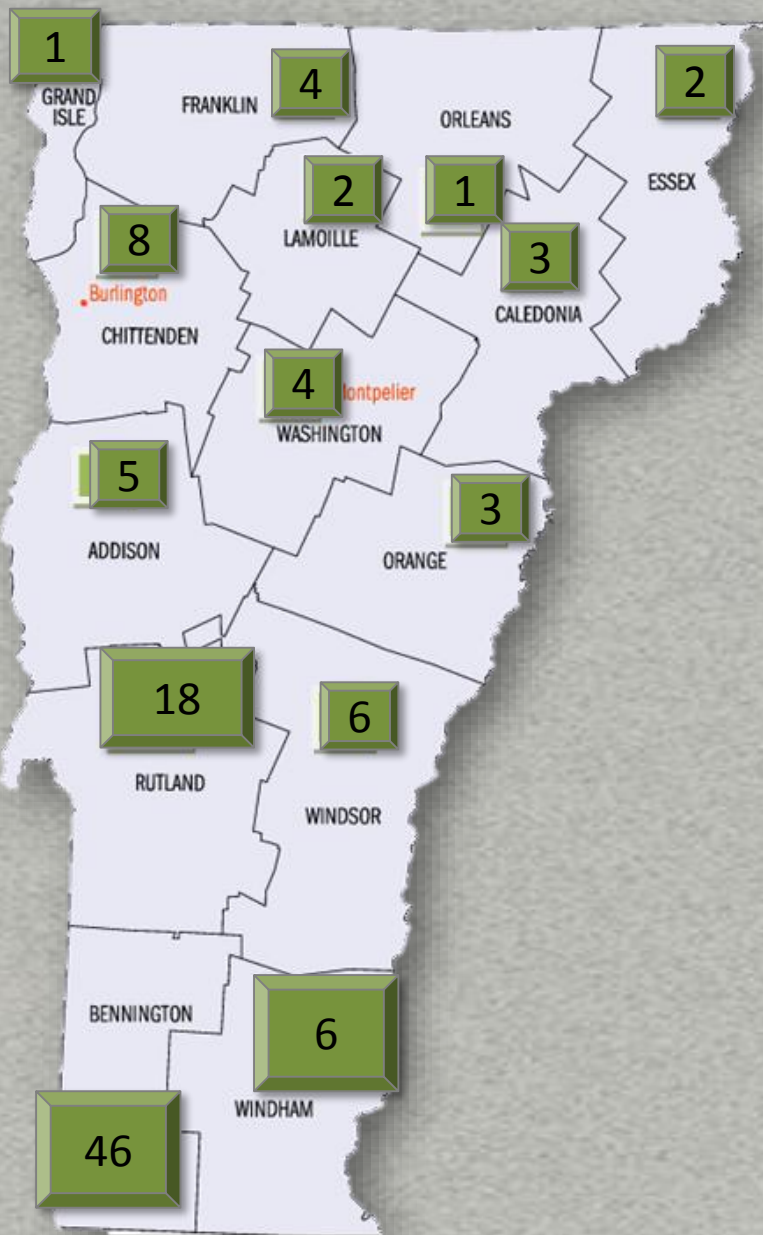 1
GRAND
ISLE
FRANKLIN
4
ORLEANS
2
ESSEX
2
LAMOILLE
1
8
Burlington
CHITTENDEN
3
CALEDONIA
4
ontpelier
WASHINGTON
5
ADDISON
3
ORANGE
18
RUTLAND
6
WINDSOR
BENNINGTON
6
WINDHAM
46